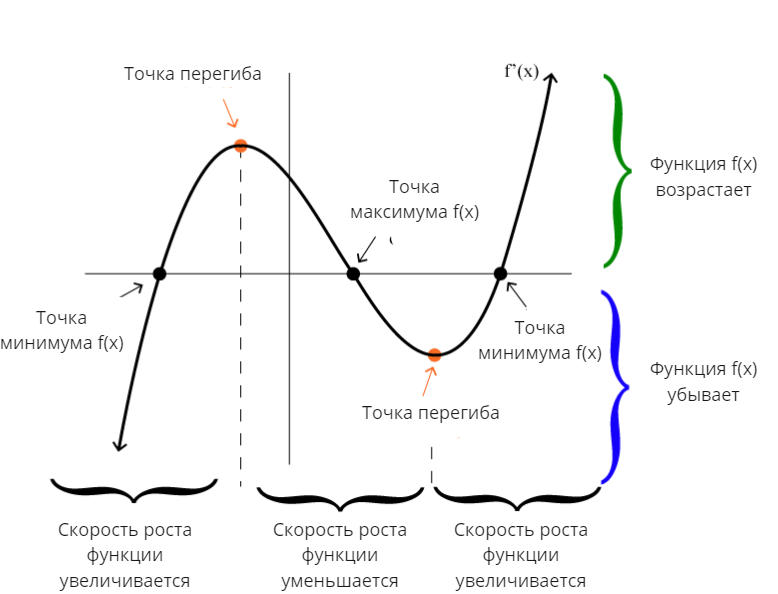 Точка перегиба
f'(x)
Функция f(x)
возрастает
Точка
максимума f(x)
Точка
минимума f(x)
Точка
минимума f(x)
Функция f(x)
убывает
Точка перегиба
Скорость роста
функции
увеличивается
Скорость роста
функции
уменьшается
Скорость роста
функции
увеличивается